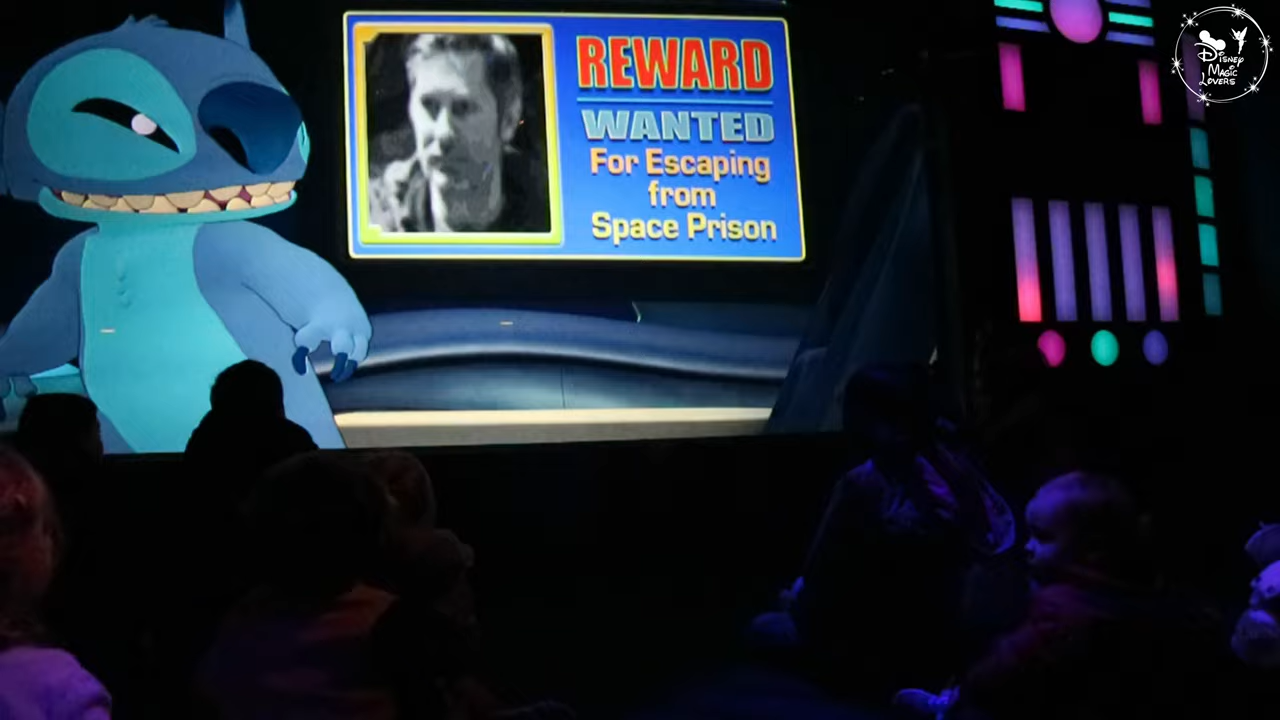 REWARD
WANTED
For Escaping
from
Space Prison
Disney
Magic
Lovers